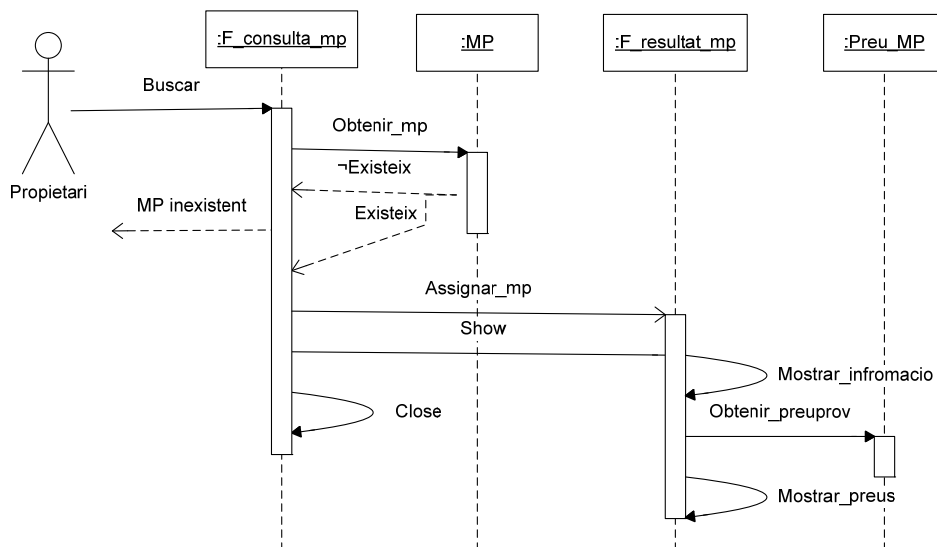 :F_consulta_mp
:MP
:F_resultat_mp
:Preu_MP
Buscar
Obtenir_mp
¬Existeix
Propietari
MP inexistent
Existeix
Assignar_mp
Show
Mostrar_infromacio
Close
Obtenir_preuprov
Mostrar_preus